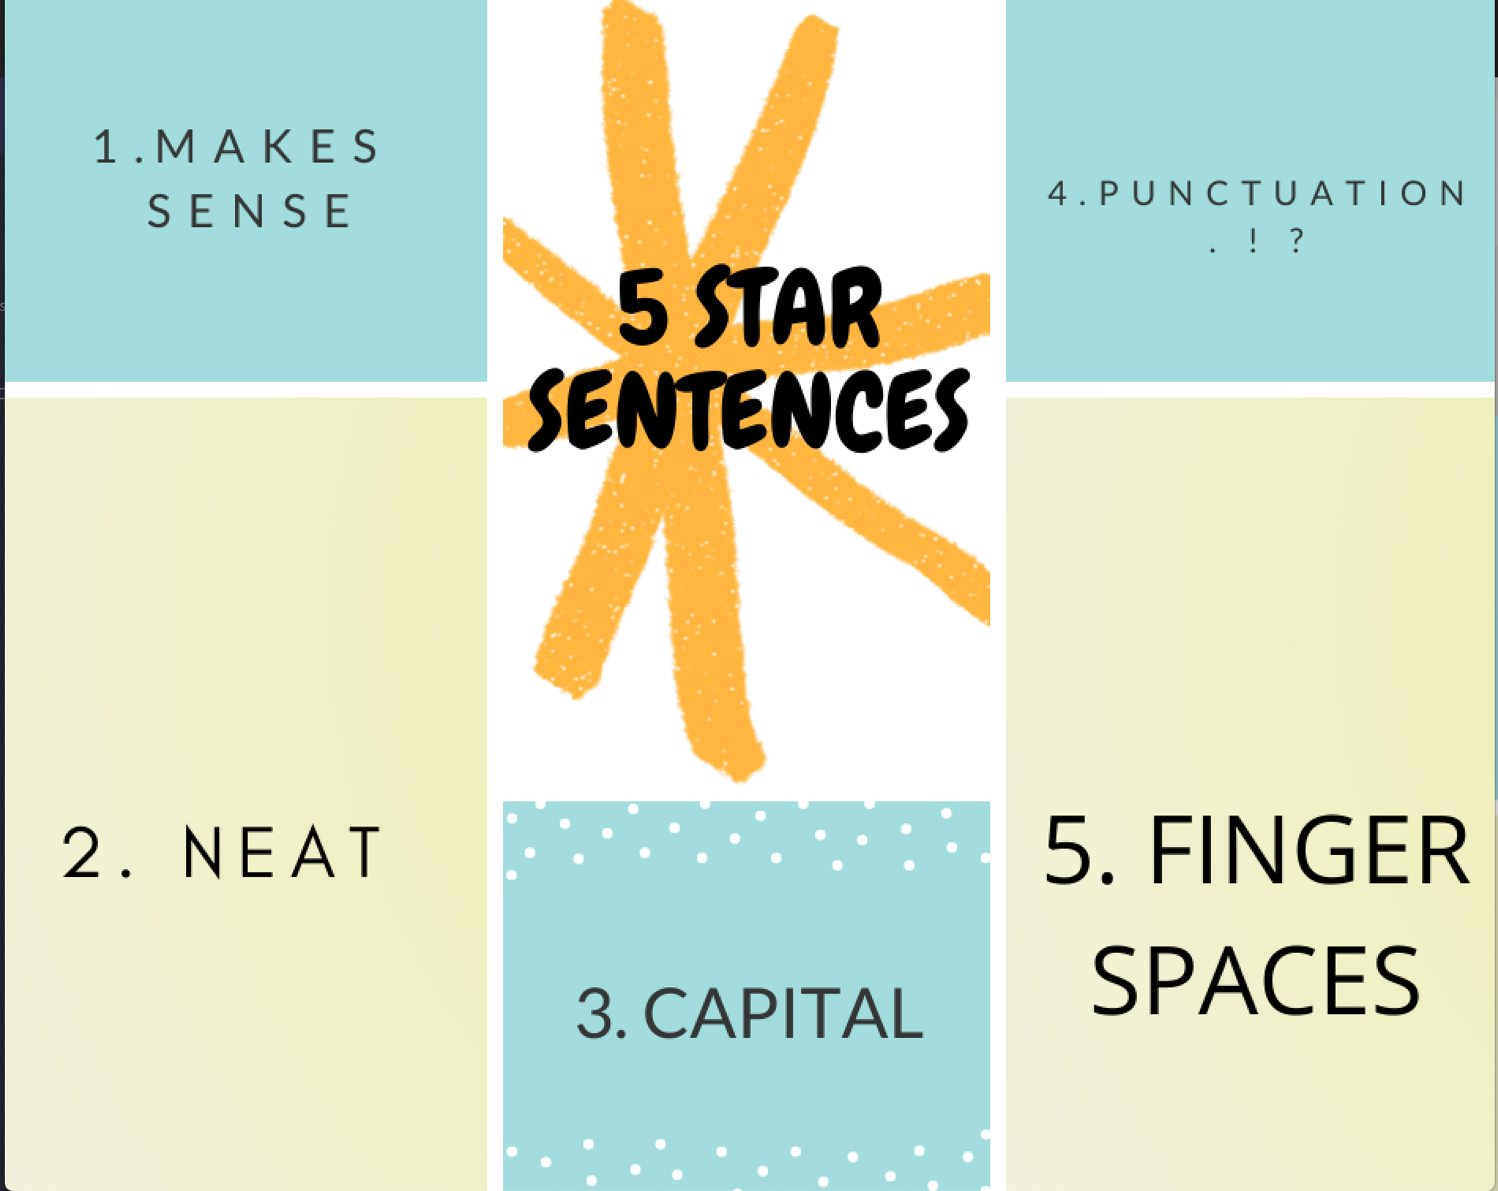 1.MAKES
SENSE
2. NEAT
5 STAR
SENTENCES
3. CAPITAL
4.PUNCTUATION
. ! ?
5. FINGER
SPACES